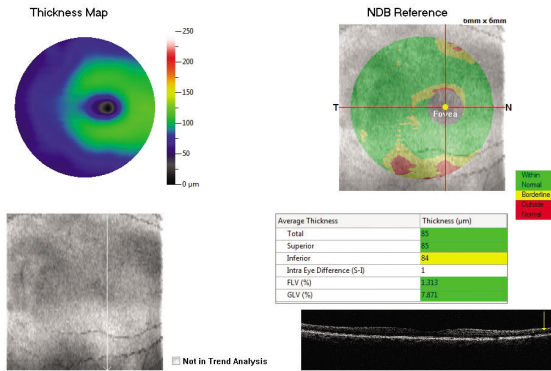 Thickness Map
NDB Reference
6mm x 6mm
250
200
150
100
50
0 µm
T
N
Fovea
Within
Normal
Borderline
Outside
Normal
Average Thickness Thickness (µm)
Total 85
Superior 85
Inferior 84
Intra Eye Difference (S-I) 1
FLV (%) 1.313
GLV (%) 7.871
Not in Trend Analysis